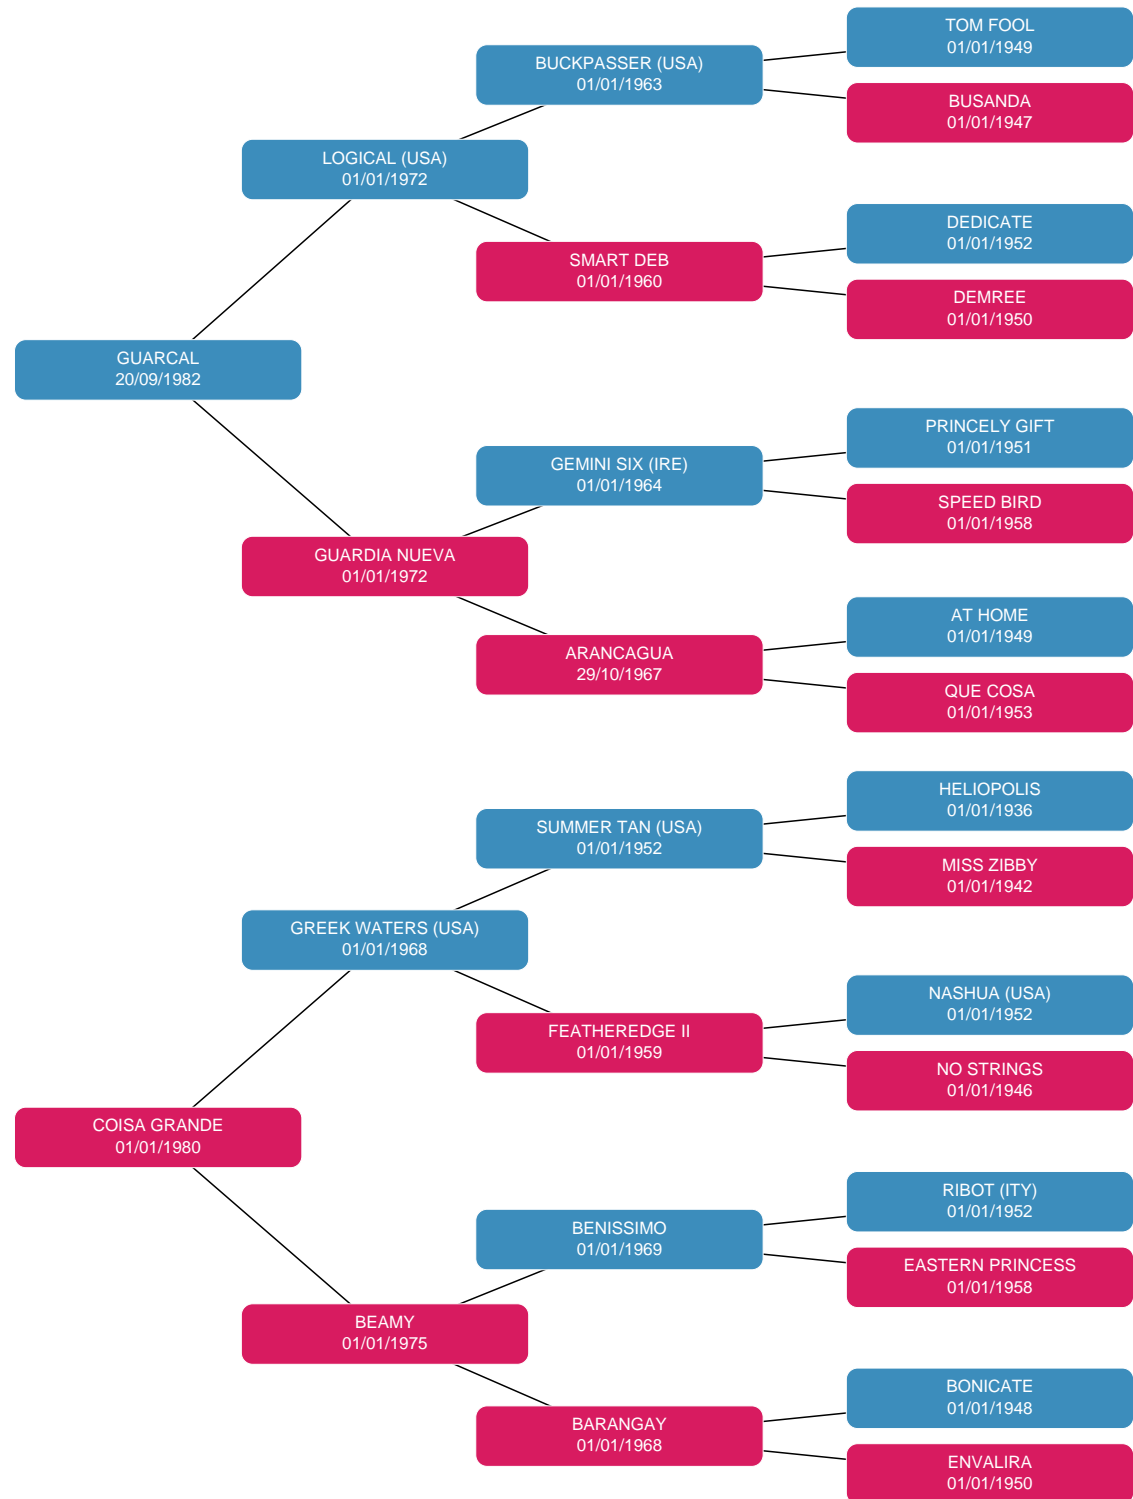 TOM FOOL
01/01/1949
BUCKPASSER (USA)
01/01/1963
BUSANDA
01/01/1947
LOGICAL (USA)
01/01/1972
DEDICATE
01/01/1952
SMART DEB
01/01/1960
DEMREE
01/01/1950
GUARCAL
20/09/1982
PRINCELY GIFT
01/01/1951
GEMINI SIX (IRE)
01/01/1964
SPEED BIRD
01/01/1958
GUARDIA NUEVA
01/01/1972
AT HOME
01/01/1949
ARANCAGUA
29/10/1967
QUE COSA
01/01/1953
HELIOPOLIS
01/01/1936
SUMMER TAN (USA)
01/01/1952
MISS ZIBBY
01/01/1942
GREEK WATERS (USA)
01/01/1968
NASHUA (USA)
01/01/1952
FEATHEREDGE II
01/01/1959
NO STRINGS
01/01/1946
COISA GRANDE
01/01/1980
RIBOT (ITY)
01/01/1952
BENISSIMO
01/01/1969
EASTERN PRINCESS
01/01/1958
BEAMY
01/01/1975
BONICATE
01/01/1948
BARANGAY
01/01/1968
ENVALIRA
01/01/1950